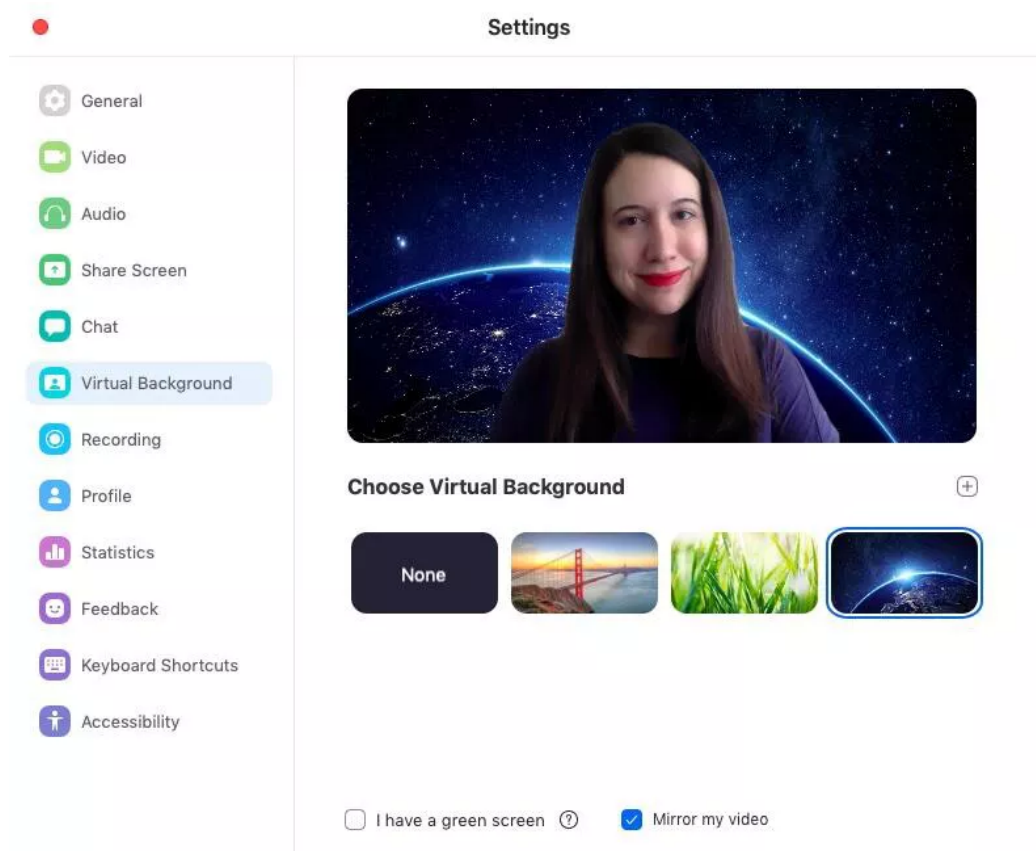 Settings
General
Video
Audio
Share Screen
Chat
Virtual Background
Recording
Profile
Statistics
Feedback
Keyboard Shortcuts
Accessibility
Choose Virtual Background
None
I have a green screen ?
Mirror my video